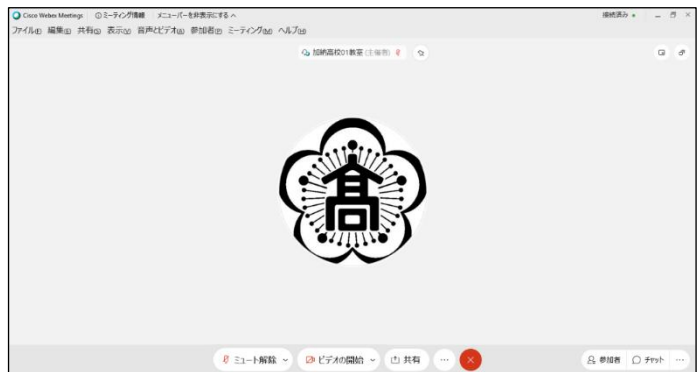 Cisco Webex Meetings ⓘミーティング情報 メニューバーを非表示にする 接続済み
ファイル(F) 編集(E) 共有(S) 表示(V) 音声とビデオ(A) 参加者(P) ミーティング(M) ヘルプ(H)
加納高校01教室 (主催者)
髙
ミュート解除 ビデオの開始 共有 ... 参加者 チャット ...